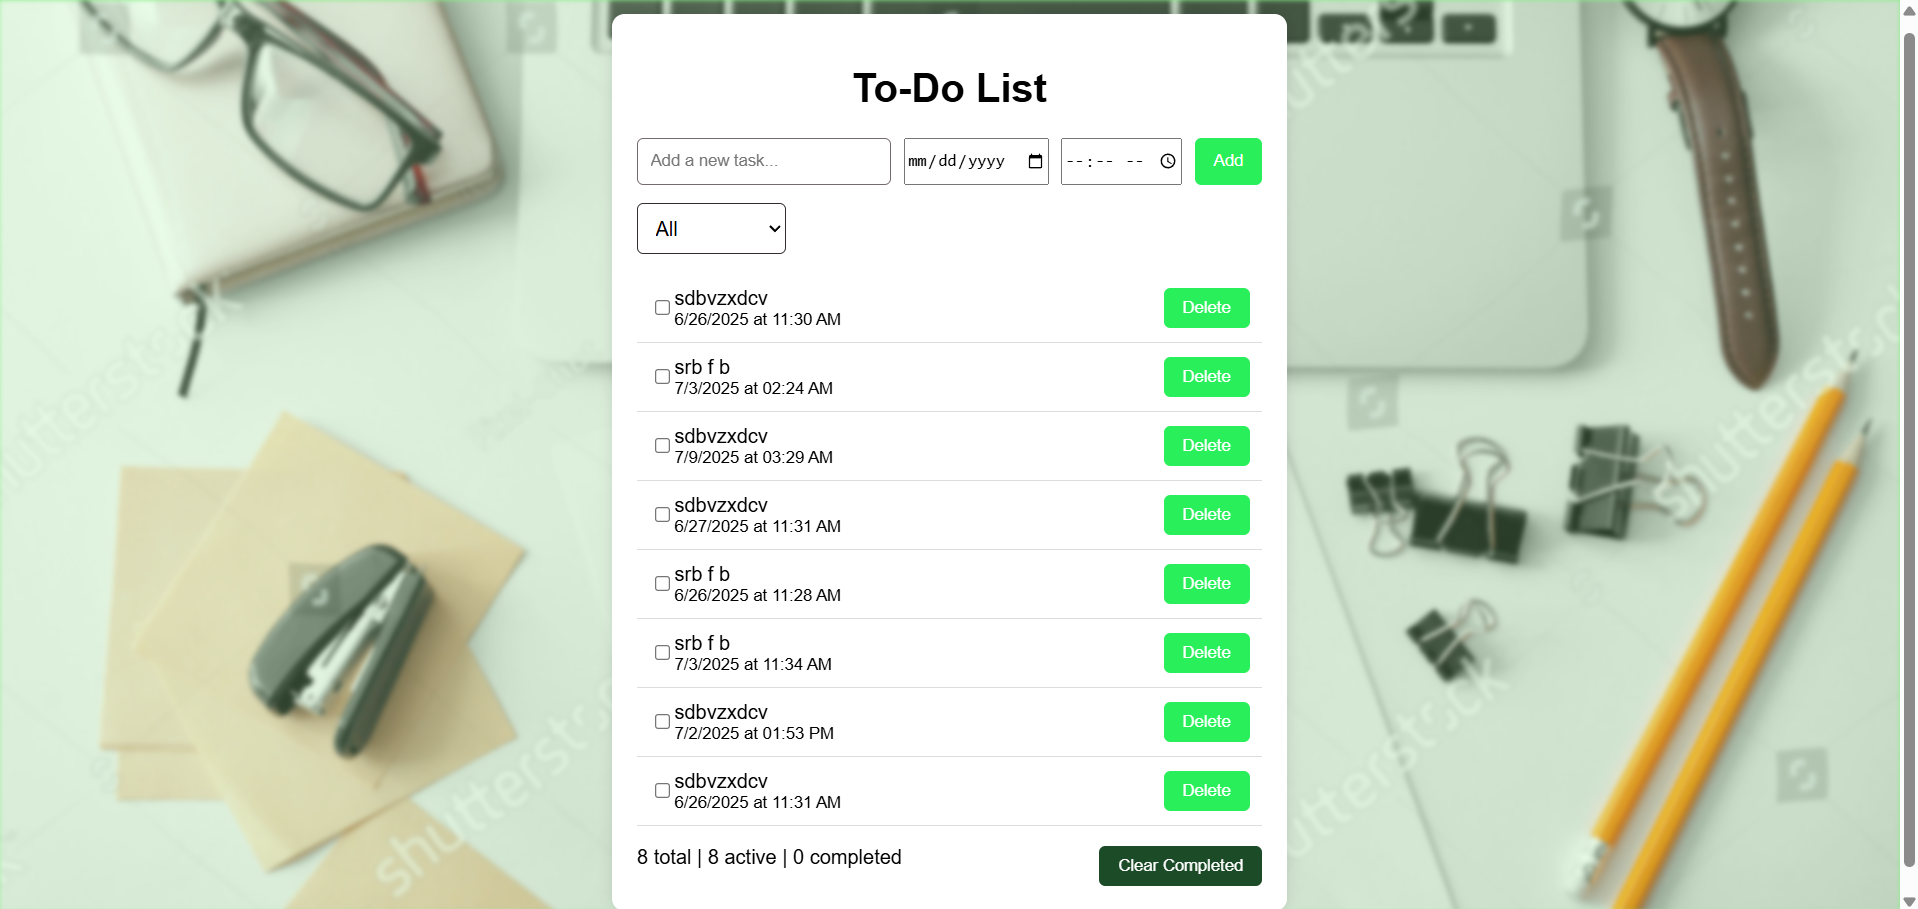 To-Do List
Add a new task...
mm/dd/yyyy
--:-- --
Add
All
sdbvzxdcv
6/26/2025 at 11:30 AM
Delete
srb f b
7/3/2025 at 02:24 AM
Delete
sdbvzxdcv
7/9/2025 at 03:29 AM
Delete
sdbvzxdcv
6/27/2025 at 11:31 AM
Delete
srb f b
6/26/2025 at 11:28 AM
Delete
srb f b
7/3/2025 at 11:34 AM
Delete
sdbvzxdcv
7/2/2025 at 01:53 PM
Delete
sdbvzxdcv
6/26/2025 at 11:31 AM
Delete
8 total | 8 active | 0 completed
Clear Completed
shutterstock
shutterstock
shutterstock